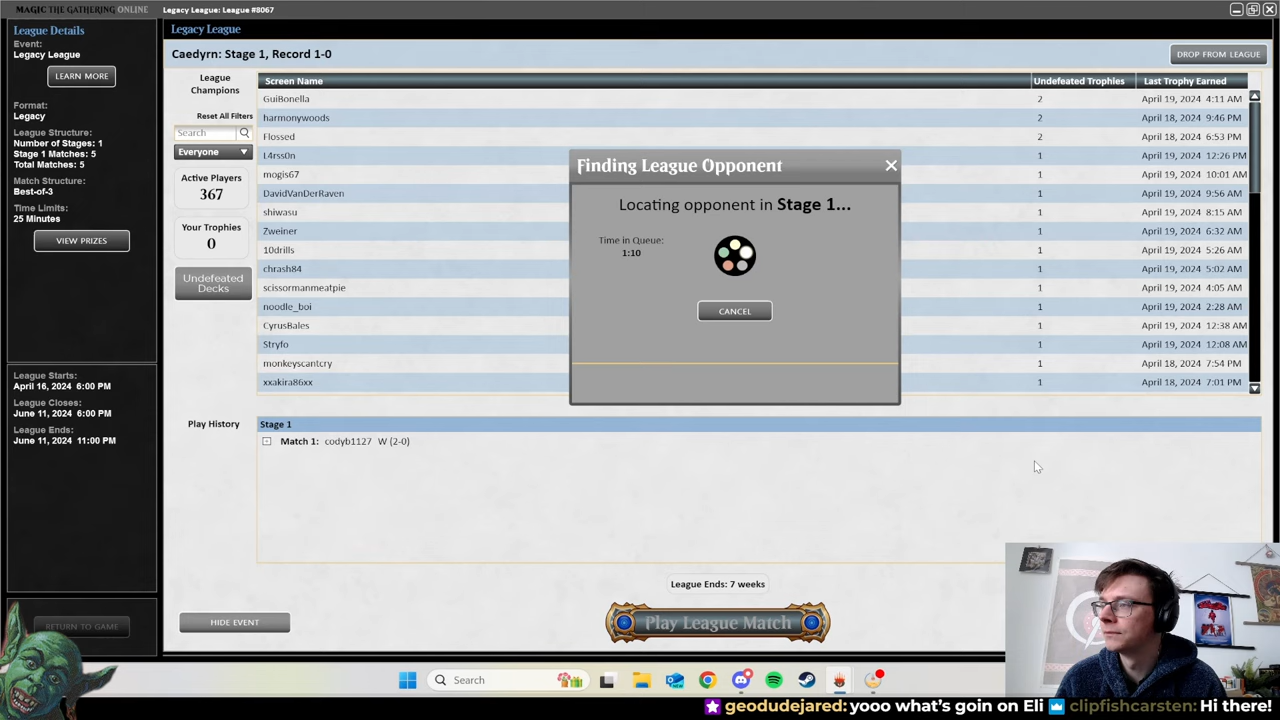 MAGIC THE GATHERING ONLINE
Legacy League: League #8067
League Details
Event:
Legacy League
LEARN MORE
Format:
Legacy
League Structure:
Number of Stages: 1
Stage 1 Matches: 5
Total Matches: 5
Match Structure:
Best-of-3
Time Limits:
25 Minutes
VIEW PRIZES
League Starts:
April 16, 2024 6:00 PM
League Closes:
June 11, 2024 6:00 PM
League Ends:
June 11, 2024 11:00 PM
RETURN TO GAME
Legacy League
Caedyrn: Stage 1, Record 1-0
DROP FROM LEAGUE
League
Champions
Reset All Filters
Search
Everyone
Active Players
367
Your Trophies
0
Undefeated
Decks
Screen Name Undefeated Trophies Last Trophy Earned
GuiBonella 2 April 19, 2024 4:11 AM
harmonywoods 2 April 18, 2024 9:46 PM
Flossed 2 April 18, 2024 6:53 PM
L4rss0n 1 April 19, 2024 12:26 PM
mogis67 1 April 19, 2024 10:01 AM
DavidVanDerRaven 1 April 19, 2024 9:56 AM
shiwasu 1 April 19, 2024 8:15 AM
Zweiner 1 April 19, 2024 6:32 AM
10drills 1 April 19, 2024 5:26 AM
chrash84 1 April 19, 2024 5:02 AM
scissormanmeatpie 1 April 19, 2024 4:05 AM
noodle_boi 1 April 19, 2024 2:28 AM
CyrusBales 1 April 19, 2024 12:38 AM
Stryfo 1 April 19, 2024 12:08 AM
monkeyscantcry 1 April 18, 2024 7:54 PM
xxakira86xx 1 April 18, 2024 7:01 PM
Finding League Opponent
Locating opponent in Stage 1...
Time in Queue:
1:10
CANCEL
Play History
Stage 1
Match 1: codyb1127 W (2-0)
League Ends: 7 weeks
HIDE EVENT
Play League Match
Search
geodudejared: yooo what's goin on Eli clipfishcarsten: Hi there!